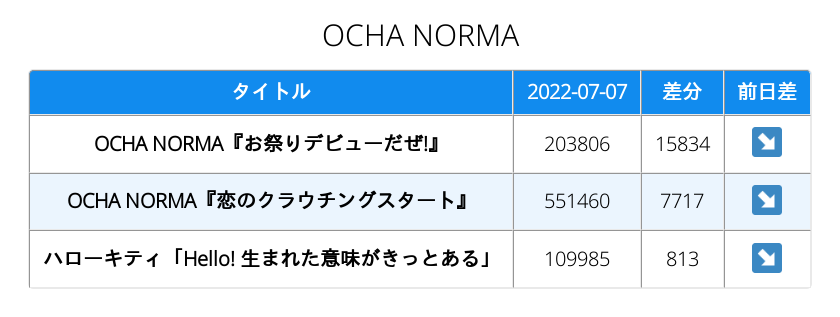 OCHA NORMA
タイトル 2022-07-07 差分 前日差
OCHA NORMA『お祭りデビューだぜ!』 203806 15834 ↘
OCHA NORMA『恋のクラウチングスタート』 551460 7717 ↘
ハローキティ「Hello! 生まれた意味がきっとある」 109985 813 ↘